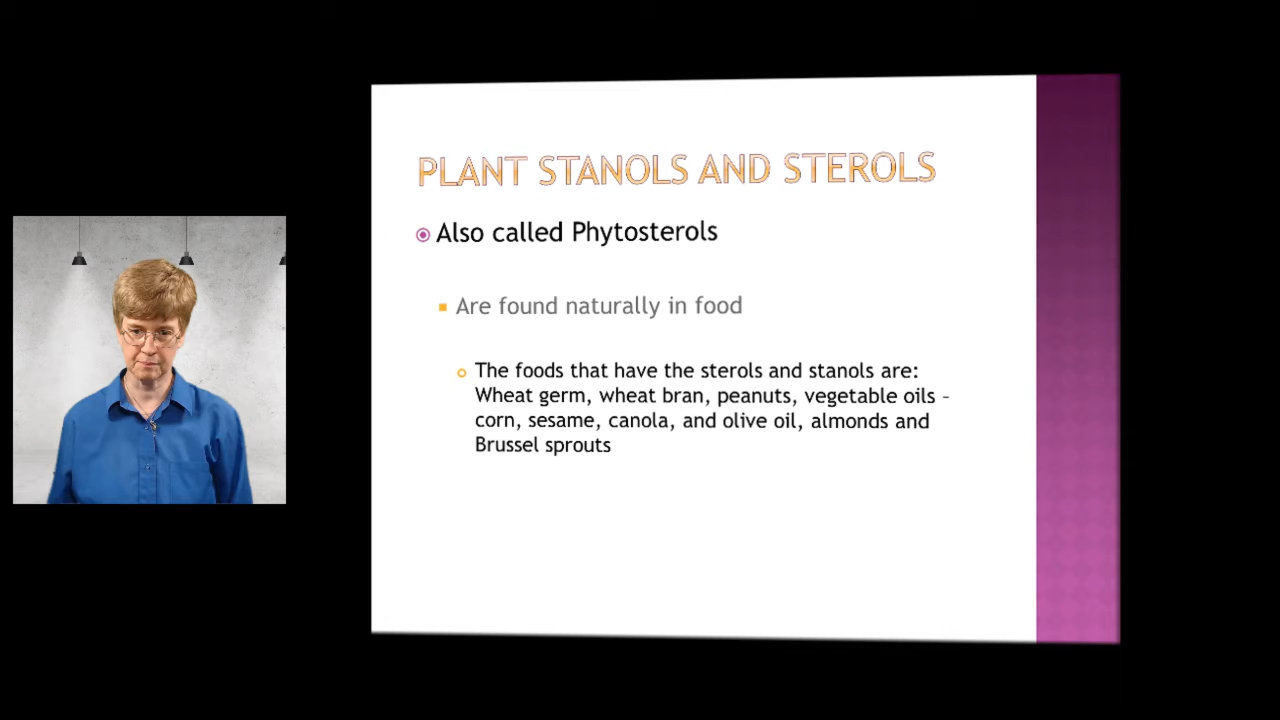 PLANT STANOLS AND STEROLS
Also called Phytosterols
Are found naturally in food
The foods that have the sterols and stanols are:
Wheat germ, wheat bran, peanuts, vegetable oils –
corn, sesame, canola, and olive oil, almonds and
Brussel sprouts